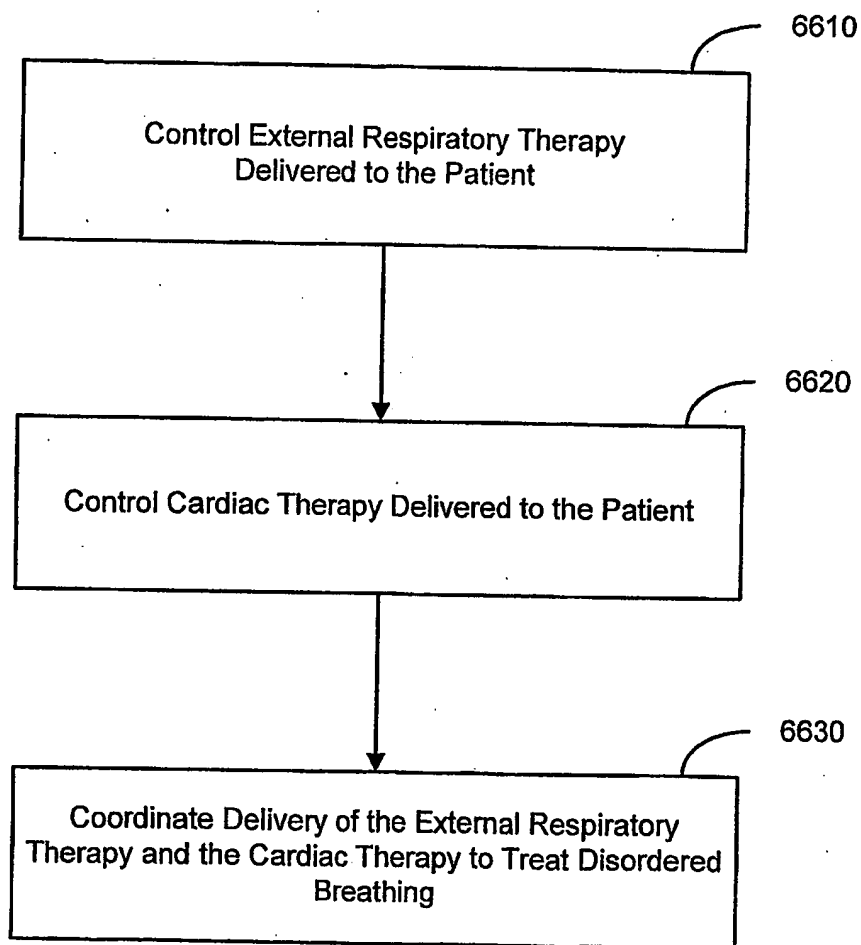 6610
Control External Respiratory Therapy
Delivered to the Patient
6620
Control Cardiac Therapy Delivered to the Patient
6630
Coordinate Delivery of the External Respiratory
Therapy and the Cardiac Therapy to Treat Disordered
Breathing